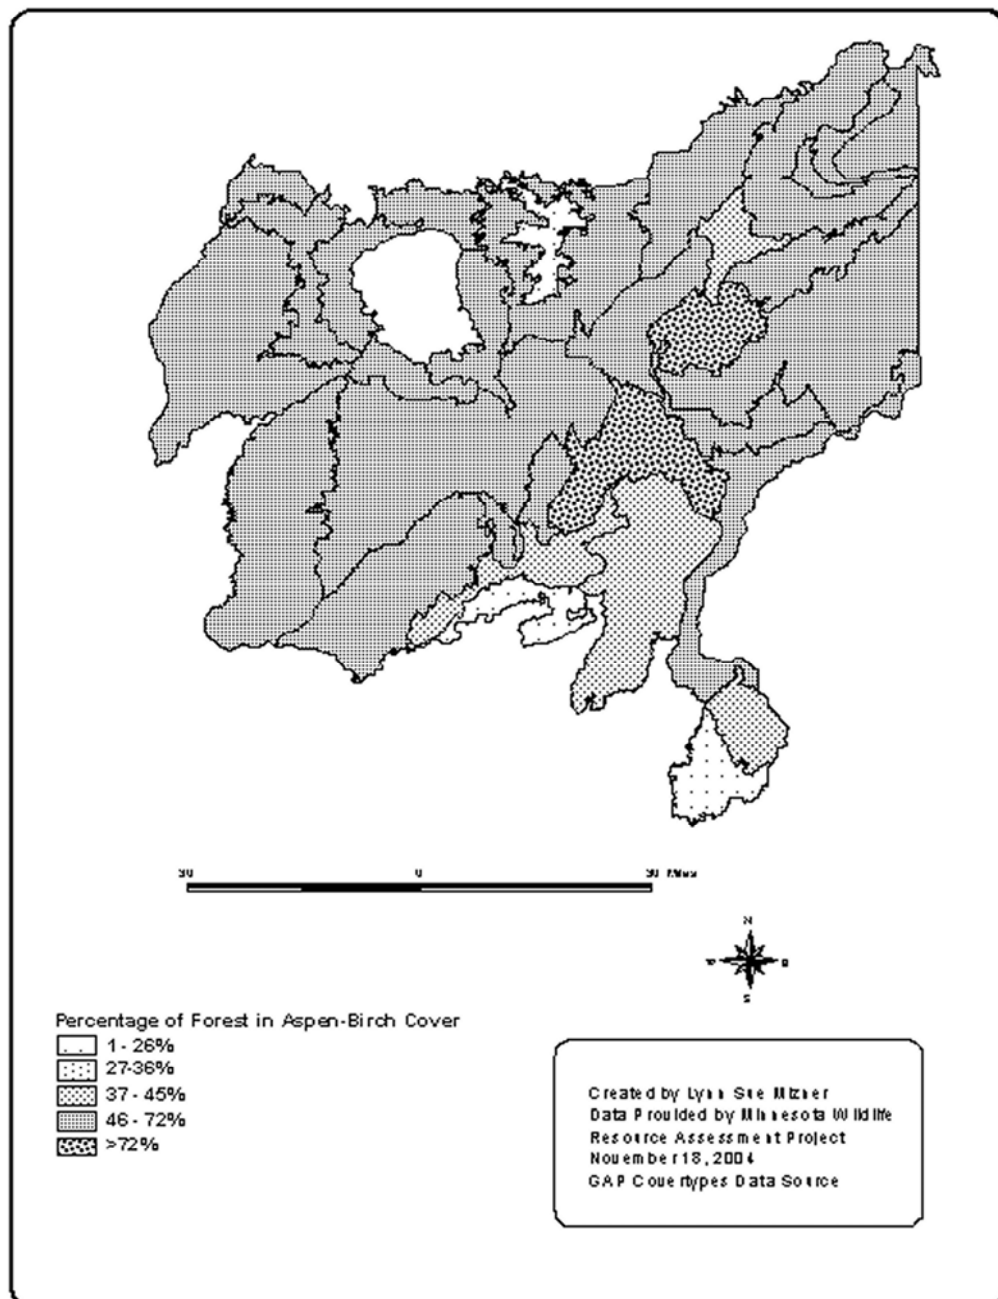 30 0 30 Miles
N
W E
S
Percentage of Forest in Aspen-Birch Cover
1 - 26%
27-36%
37 - 45%
46 - 72%
>72%
Created by Lynn Sue Mizner
Data Provided by Minnesota Wildlife
Resource Assessment Project
November 18, 2004
GAP Covertypes Data Source